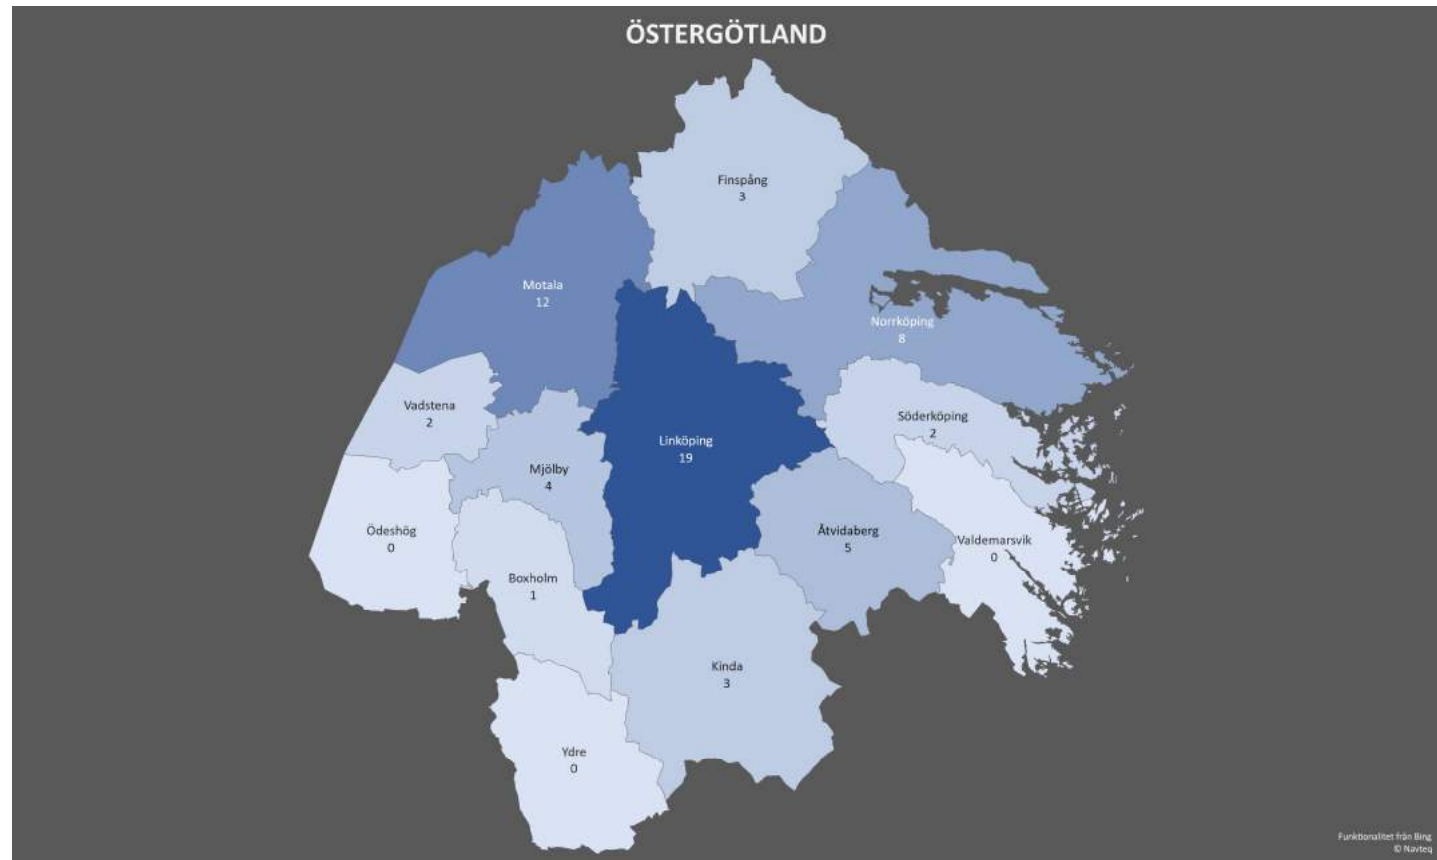 ÖSTERGÖTLAND
Finspång
3
Motala
12
Norrköping
8
Vadstena
2
Söderköping
2
Linköping
19
Mjölby
4
Ödeshög
0
Åtvidaberg
5
Valdemarsvik
0
Boxholm
1
Kinda
3
Ydre
0
Funktionalitet från Bing
© Navteq